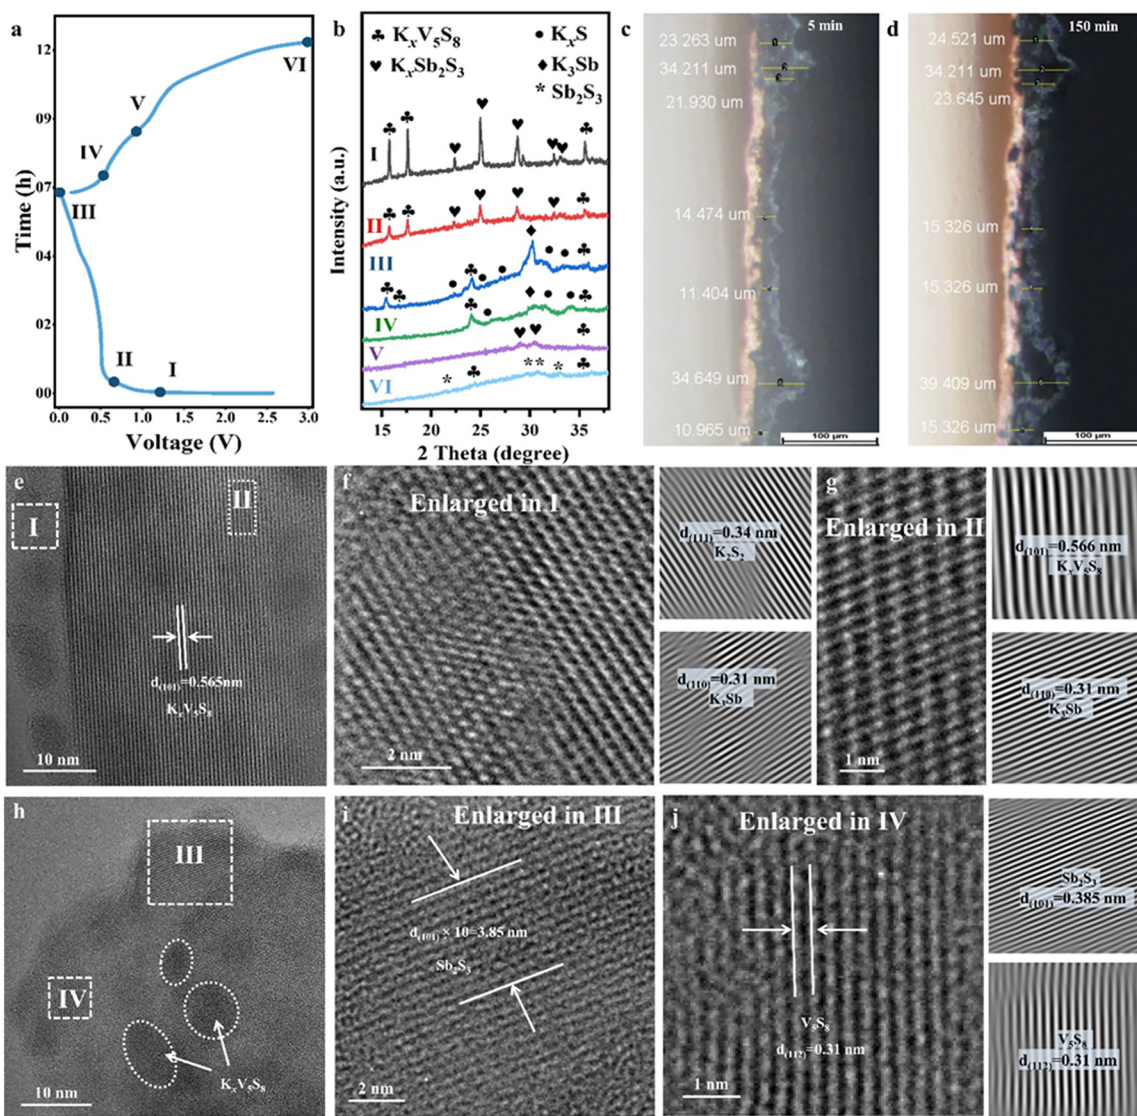 a
12
09
07
04
02
00
Time (h)
VI
V
IV
III
II
I
0.0 0.5 1.0 1.5 2.0 2.5 3.0
Voltage (V)
b
♣ KₓV₅S₈ ● KₓS
♥ KₓSb₂S₃ ♦ K₃Sb
* Sb₂S₃
I
II
III
IV
V
VI
Intensity (a.u.)
15 20 25 30 35
2 Theta (degree)
c
5 min
23.263 um
34.211 um
21.930 um
14.474 um
11.404 um
34.649 um
10.965 um
100 µm
d
150 min
24.521 um
34.211 um
23.645 um
15.326 um
15.326 um
39.409 um
15.326 um
100 µm
e
I
II
d₍₁₀₁₎=0.565nm
KₓV₅S₈
10 nm
f
Enlarged in I
2 nm
d₍₁₁₁₎=0.34 nm
K₂S₂
d₍₁₁₀₎=0.31 nm
K₃Sb
g
Enlarged in II
1 nm
d₍₁₀₁₎=0.566 nm
KₓV₅S₈
d₍₁₁₀₎=0.31 nm
K₃Sb
h
III
IV
KₓV₅S₈
10 nm
i
Enlarged in III
d₍₁₀₁₎ × 10=3.85 nm
Sb₂S₃
2 nm
j
Enlarged in IV
V₅S₈
d₍₁₁₂₎=0.31 nm
1 nm
Sb₂S₃
d₍₁₀₁₎=0.385 nm
V₅S₈
d₍₁₁₂₎=0.31 nm